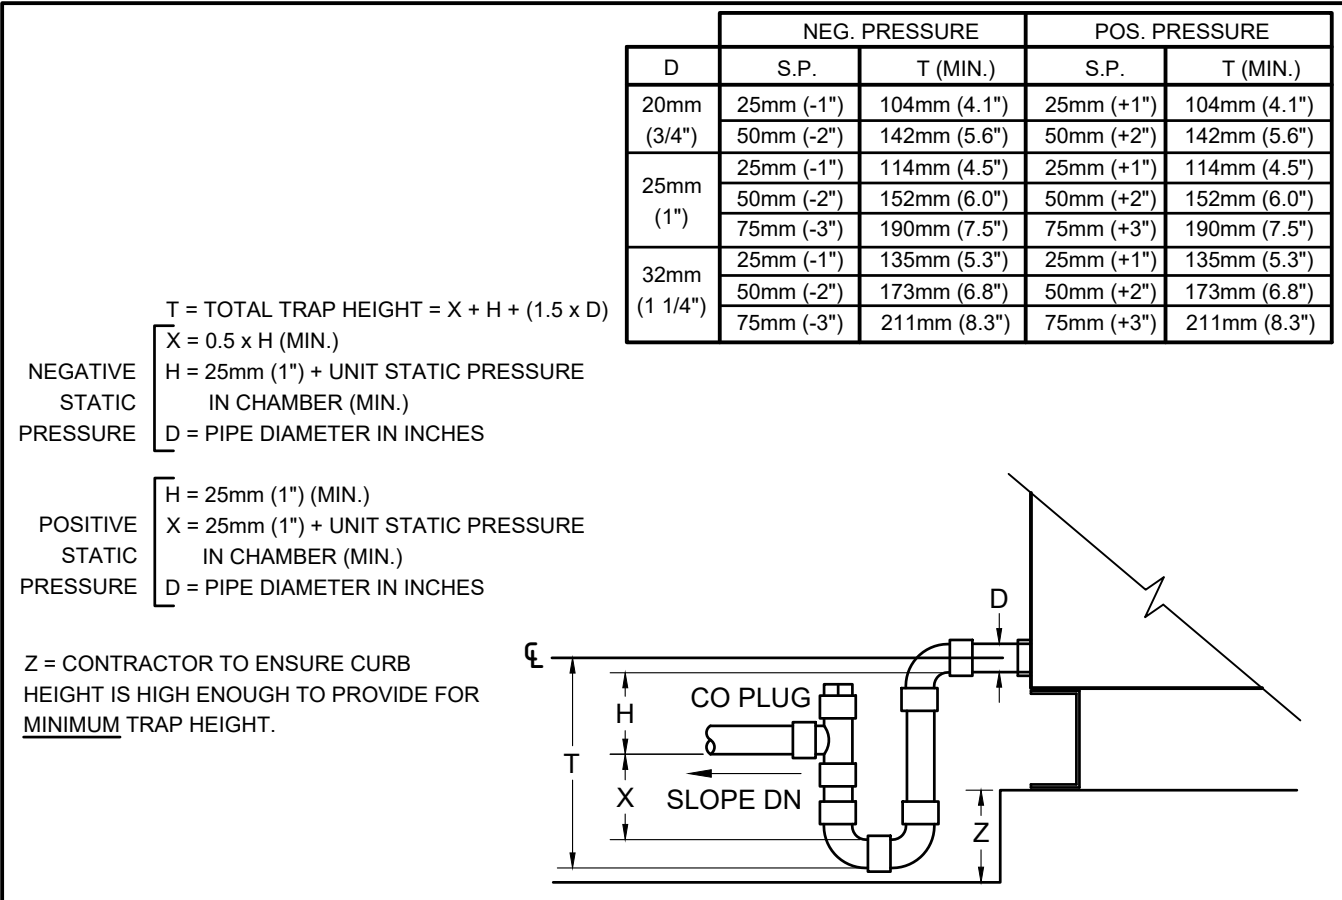 NEG. PRESSURE POS. PRESSURE
D S.P. T (MIN.) S.P. T (MIN.)
20mm (3/4") 25mm (-1") 104mm (4.1") 25mm (+1") 104mm (4.1")
50mm (-2") 142mm (5.6") 50mm (+2") 142mm (5.6")
25mm (1") 25mm (-1") 114mm (4.5") 25mm (+1") 114mm (4.5")
50mm (-2") 152mm (6.0") 50mm (+2") 152mm (6.0")
75mm (-3") 190mm (7.5") 75mm (+3") 190mm (7.5")
32mm (1 1/4") 25mm (-1") 135mm (5.3") 25mm (+1") 135mm (5.3")
50mm (-2") 173mm (6.8") 50mm (+2") 173mm (6.8")
75mm (-3") 211mm (8.3") 75mm (+3") 211mm (8.3")
T = TOTAL TRAP HEIGHT = X + H + (1.5 x D)
NEGATIVE
STATIC
PRESSURE
X = 0.5 x H (MIN.)
H = 25mm (1") + UNIT STATIC PRESSURE
IN CHAMBER (MIN.)
D = PIPE DIAMETER IN INCHES
POSITIVE
STATIC
PRESSURE
H = 25mm (1") (MIN.)
X = 25mm (1") + UNIT STATIC PRESSURE
IN CHAMBER (MIN.)
D = PIPE DIAMETER IN INCHES
Z = CONTRACTOR TO ENSURE CURB
HEIGHT IS HIGH ENOUGH TO PROVIDE FOR
MINIMUM TRAP HEIGHT.
D
℄
H
CO PLUG
T
X
SLOPE DN
Z